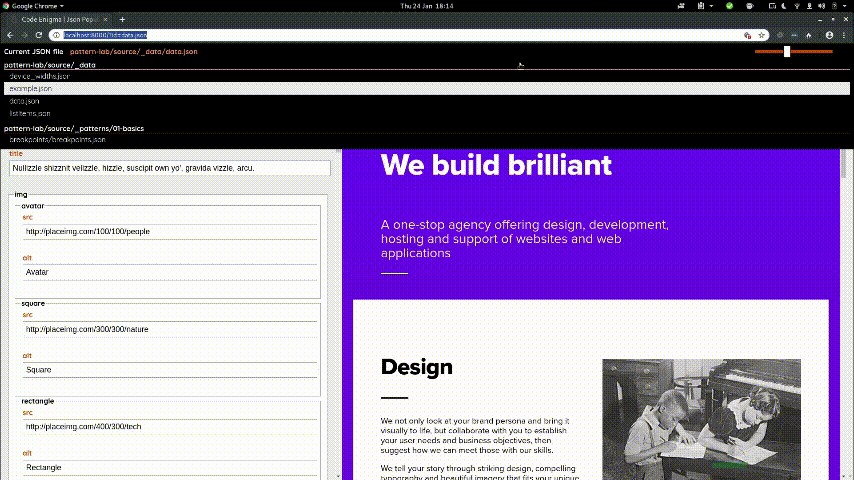 Google Chrome
Thu 24 Jan 18:14
Code Enigma | Json Popu
Current JSON file pattern-lab/source/_data/data.json
pattern-lab/source/_data
device_widths.json
example.json
data.json
listitems.json
pattern-lab/source/_patterns/01-basics
breakpoints/breakpoints.json
title
Nullizzle shizznit velizzle, hizzle, suscipit own yo', gravida vizzle, arcu.
img
avatar
src
http://placeimg.com/100/100/people
alt
Avatar
square
src
http://placeimg.com/300/300/nature
alt
Square
rectangle
src
http://placeimg.com/400/300/tech
alt
Rectangle
We build brilliant
A one-stop agency offering design, development,
hosting and support of websites and web
applications
Design
We not only look at your brand persona and bring it
visually to life, but collaborate with you to establish
your user needs and business objectives, then
suggest how we can meet those with our skills.
We tell your story through striking design, compelling
typography and beautiful imagery that fits your unique